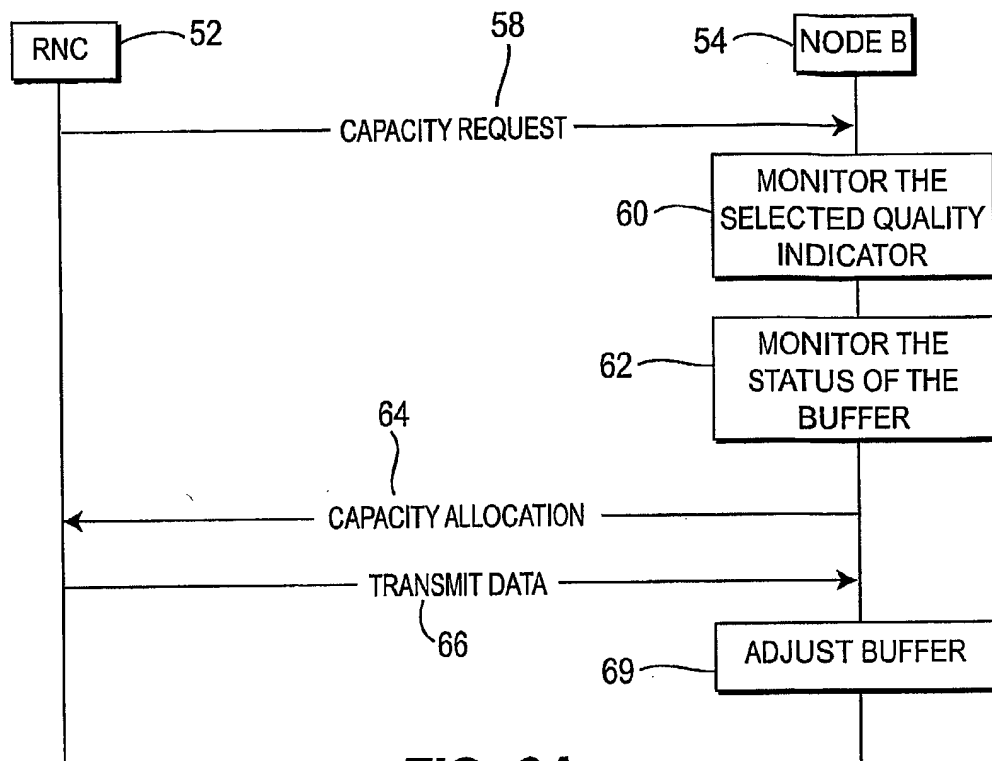 RNC
52
58
54
NODE B
CAPACITY REQUEST
60
MONITOR THE
SELECTED QUALITY
INDICATOR
62
MONITOR THE
STATUS OF THE
BUFFER
64
CAPACITY ALLOCATION
TRANSMIT DATA
66
69
ADJUST BUFFER